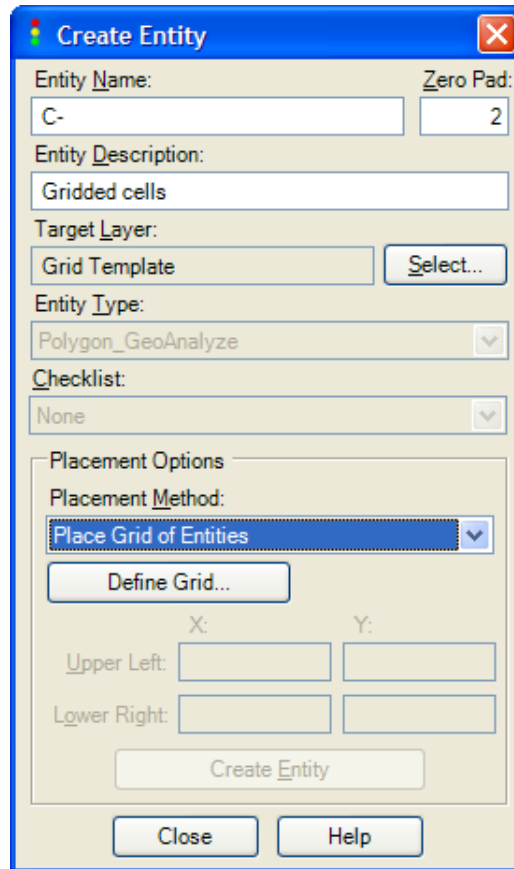 Create Entity
Entity Name: Zero Pad:
C- 2
Entity Description:
Gridded cells
Target Layer:
Grid Template Select...
Entity Type:
Polygon_GeoAnalyze
Checklist:
None
Placement Options
Placement Method:
Place Grid of Entities
Define Grid...
X: Y:
Upper Left:
Lower Right:
Create Entity
Close Help